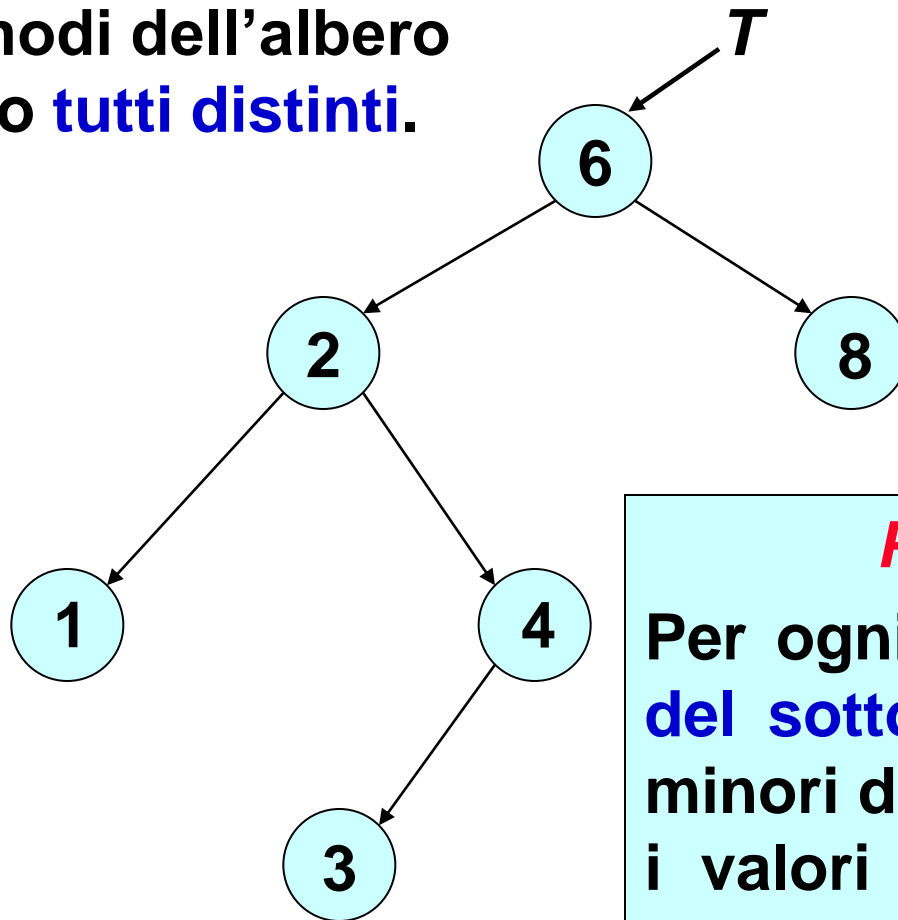 nodi dell'albero
o tutti distinti.
T
6
2
8
1
4
3
Per ogni
del sotto
minori d
i valori